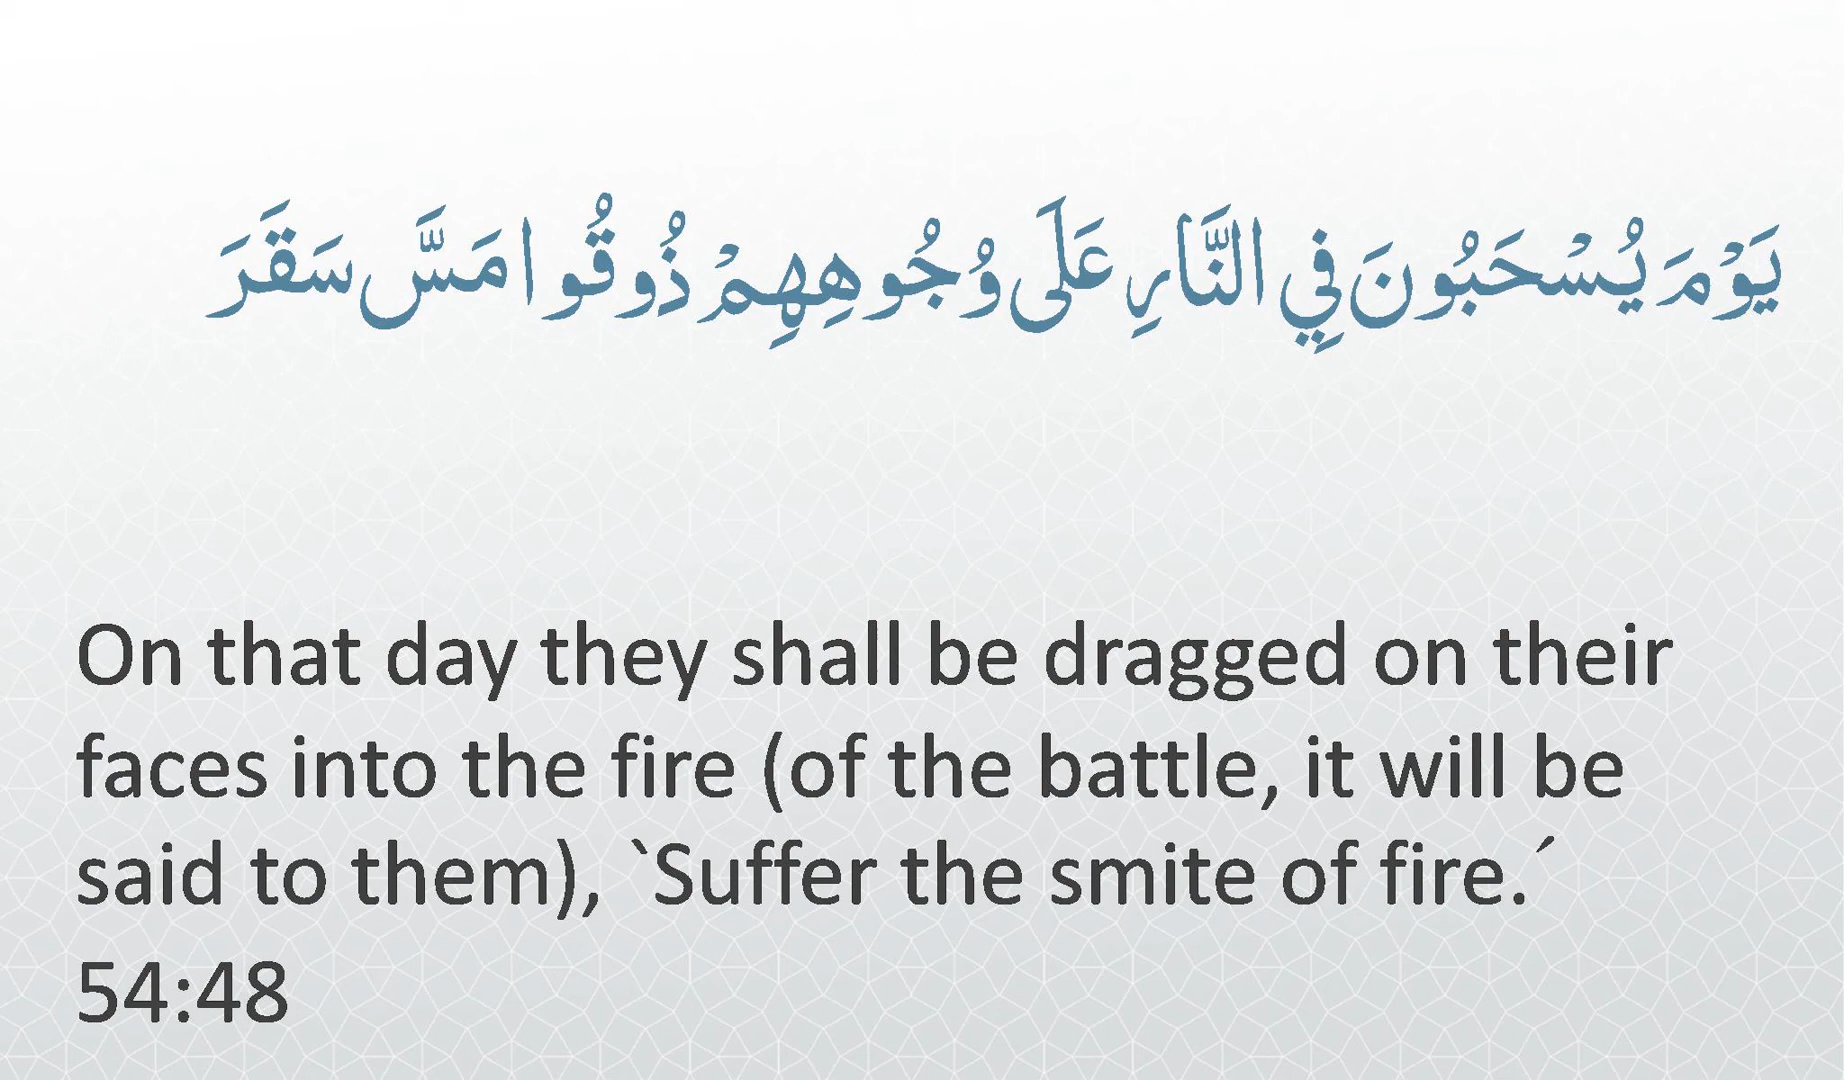 يَوْمَ يُسْحَبُونَ فِي النَّارِ عَلَى وُجُوهِهِمْ ذُوقُوا مَسَّ سَقَرَ
On that day they shall be dragged on their
faces into the fire (of the battle, it will be
said to them), `Suffer the smite of fire.´
54:48